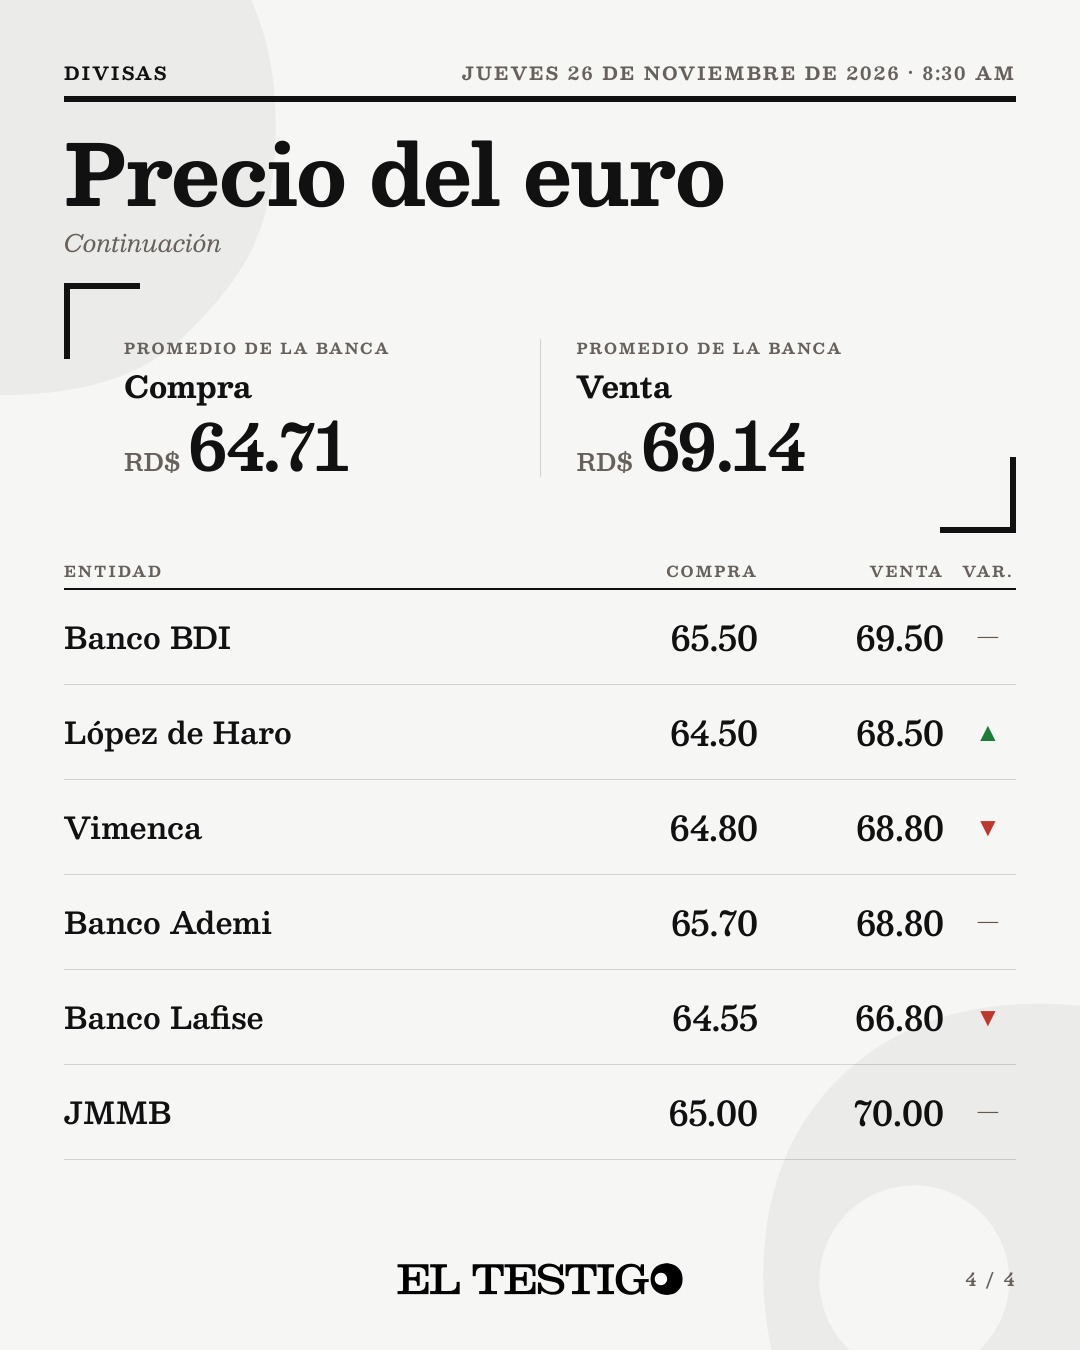 DIVISAS
JUEVES 26 DE NOVIEMBRE DE 2026 · 8:30 AM
Precio del euro
Continuación
PROMEDIO DE LA BANCA
Compra
RD$ 64.71
PROMEDIO DE LA BANCA
Venta
RD$ 69.14
ENTIDAD COMPRA VENTA VAR.
Banco BDI 65.50 69.50 —
López de Haro 64.50 68.50 ▲
Vimenca 64.80 68.80 ▼
Banco Ademi 65.70 68.80 —
Banco Lafise 64.55 66.80 ▼
JMMB 65.00 70.00 —
EL TESTIGO
4 / 4